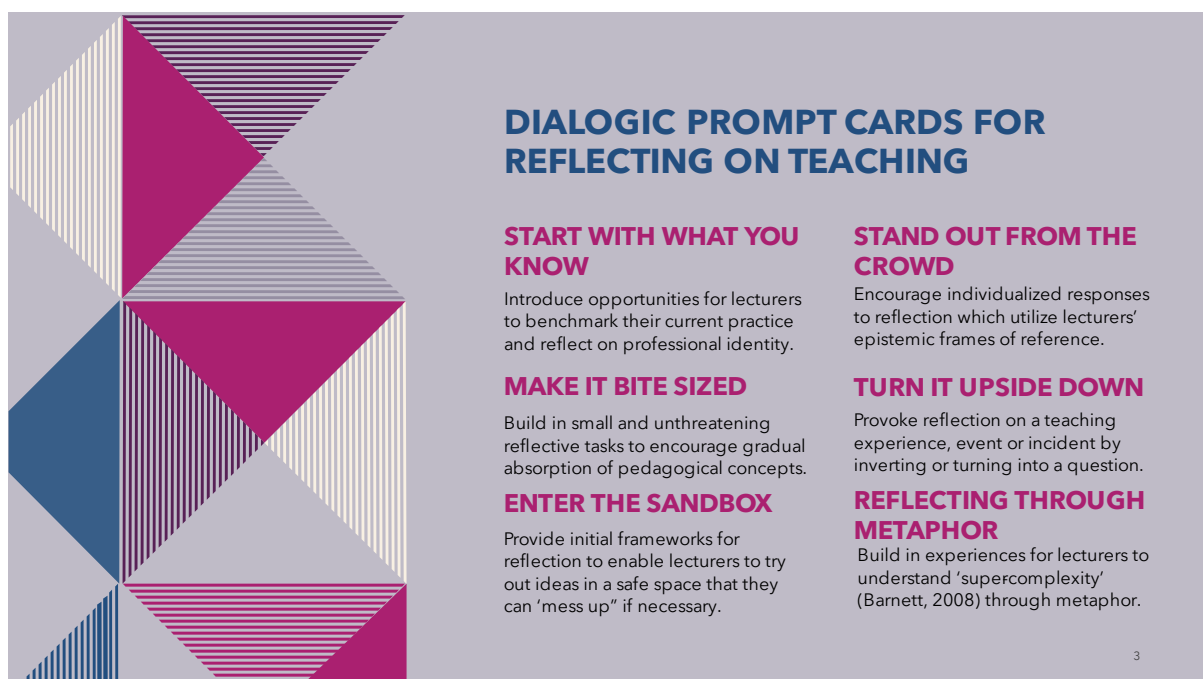 DIALOGIC PROMPT CARDS FOR
REFLECTING ON TEACHING
START WITH WHAT YOU
KNOW
Introduce opportunities for lecturers
to benchmark their current practice
and reflect on professional identity.
MAKE IT BITE SIZED
Build in small and unthreatening
reflective tasks to encourage gradual
absorption of pedagogical concepts.
ENTER THE SANDBOX
Provide initial frameworks for
reflection to enable lecturers to try
out ideas in a safe space that they
can ‘mess up” if necessary.
STAND OUT FROM THE
CROWD
Encourage individualized responses
to reflection which utilize lecturers’
epistemic frames of reference.
TURN IT UPSIDE DOWN
Provoke reflection on a teaching
experience, event or incident by
inverting or turning into a question.
REFLECTING THROUGH
METAPHOR
Build in experiences for lecturers to
understand ‘supercomplexity’
(Barnett, 2008) through metaphor.
3